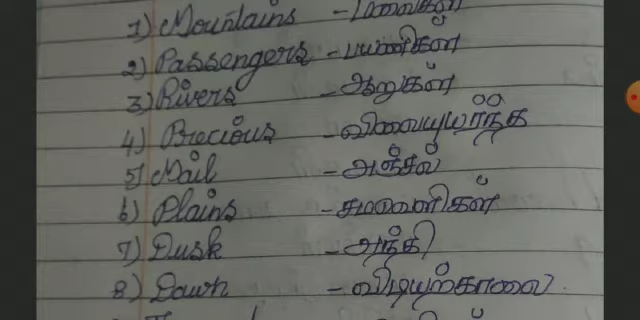 1) Mountains - மலைகள்
2) Passengers - பயணிகள்
3) Rivers - ஆறுகள்
4) Precious - விலையுயர்ந்த
5) Mail - அஞ்சல்
6) Plains - சமவெளிகள்
7) Dusk - அந்தி
8) Dawn - விடியற்காலை.